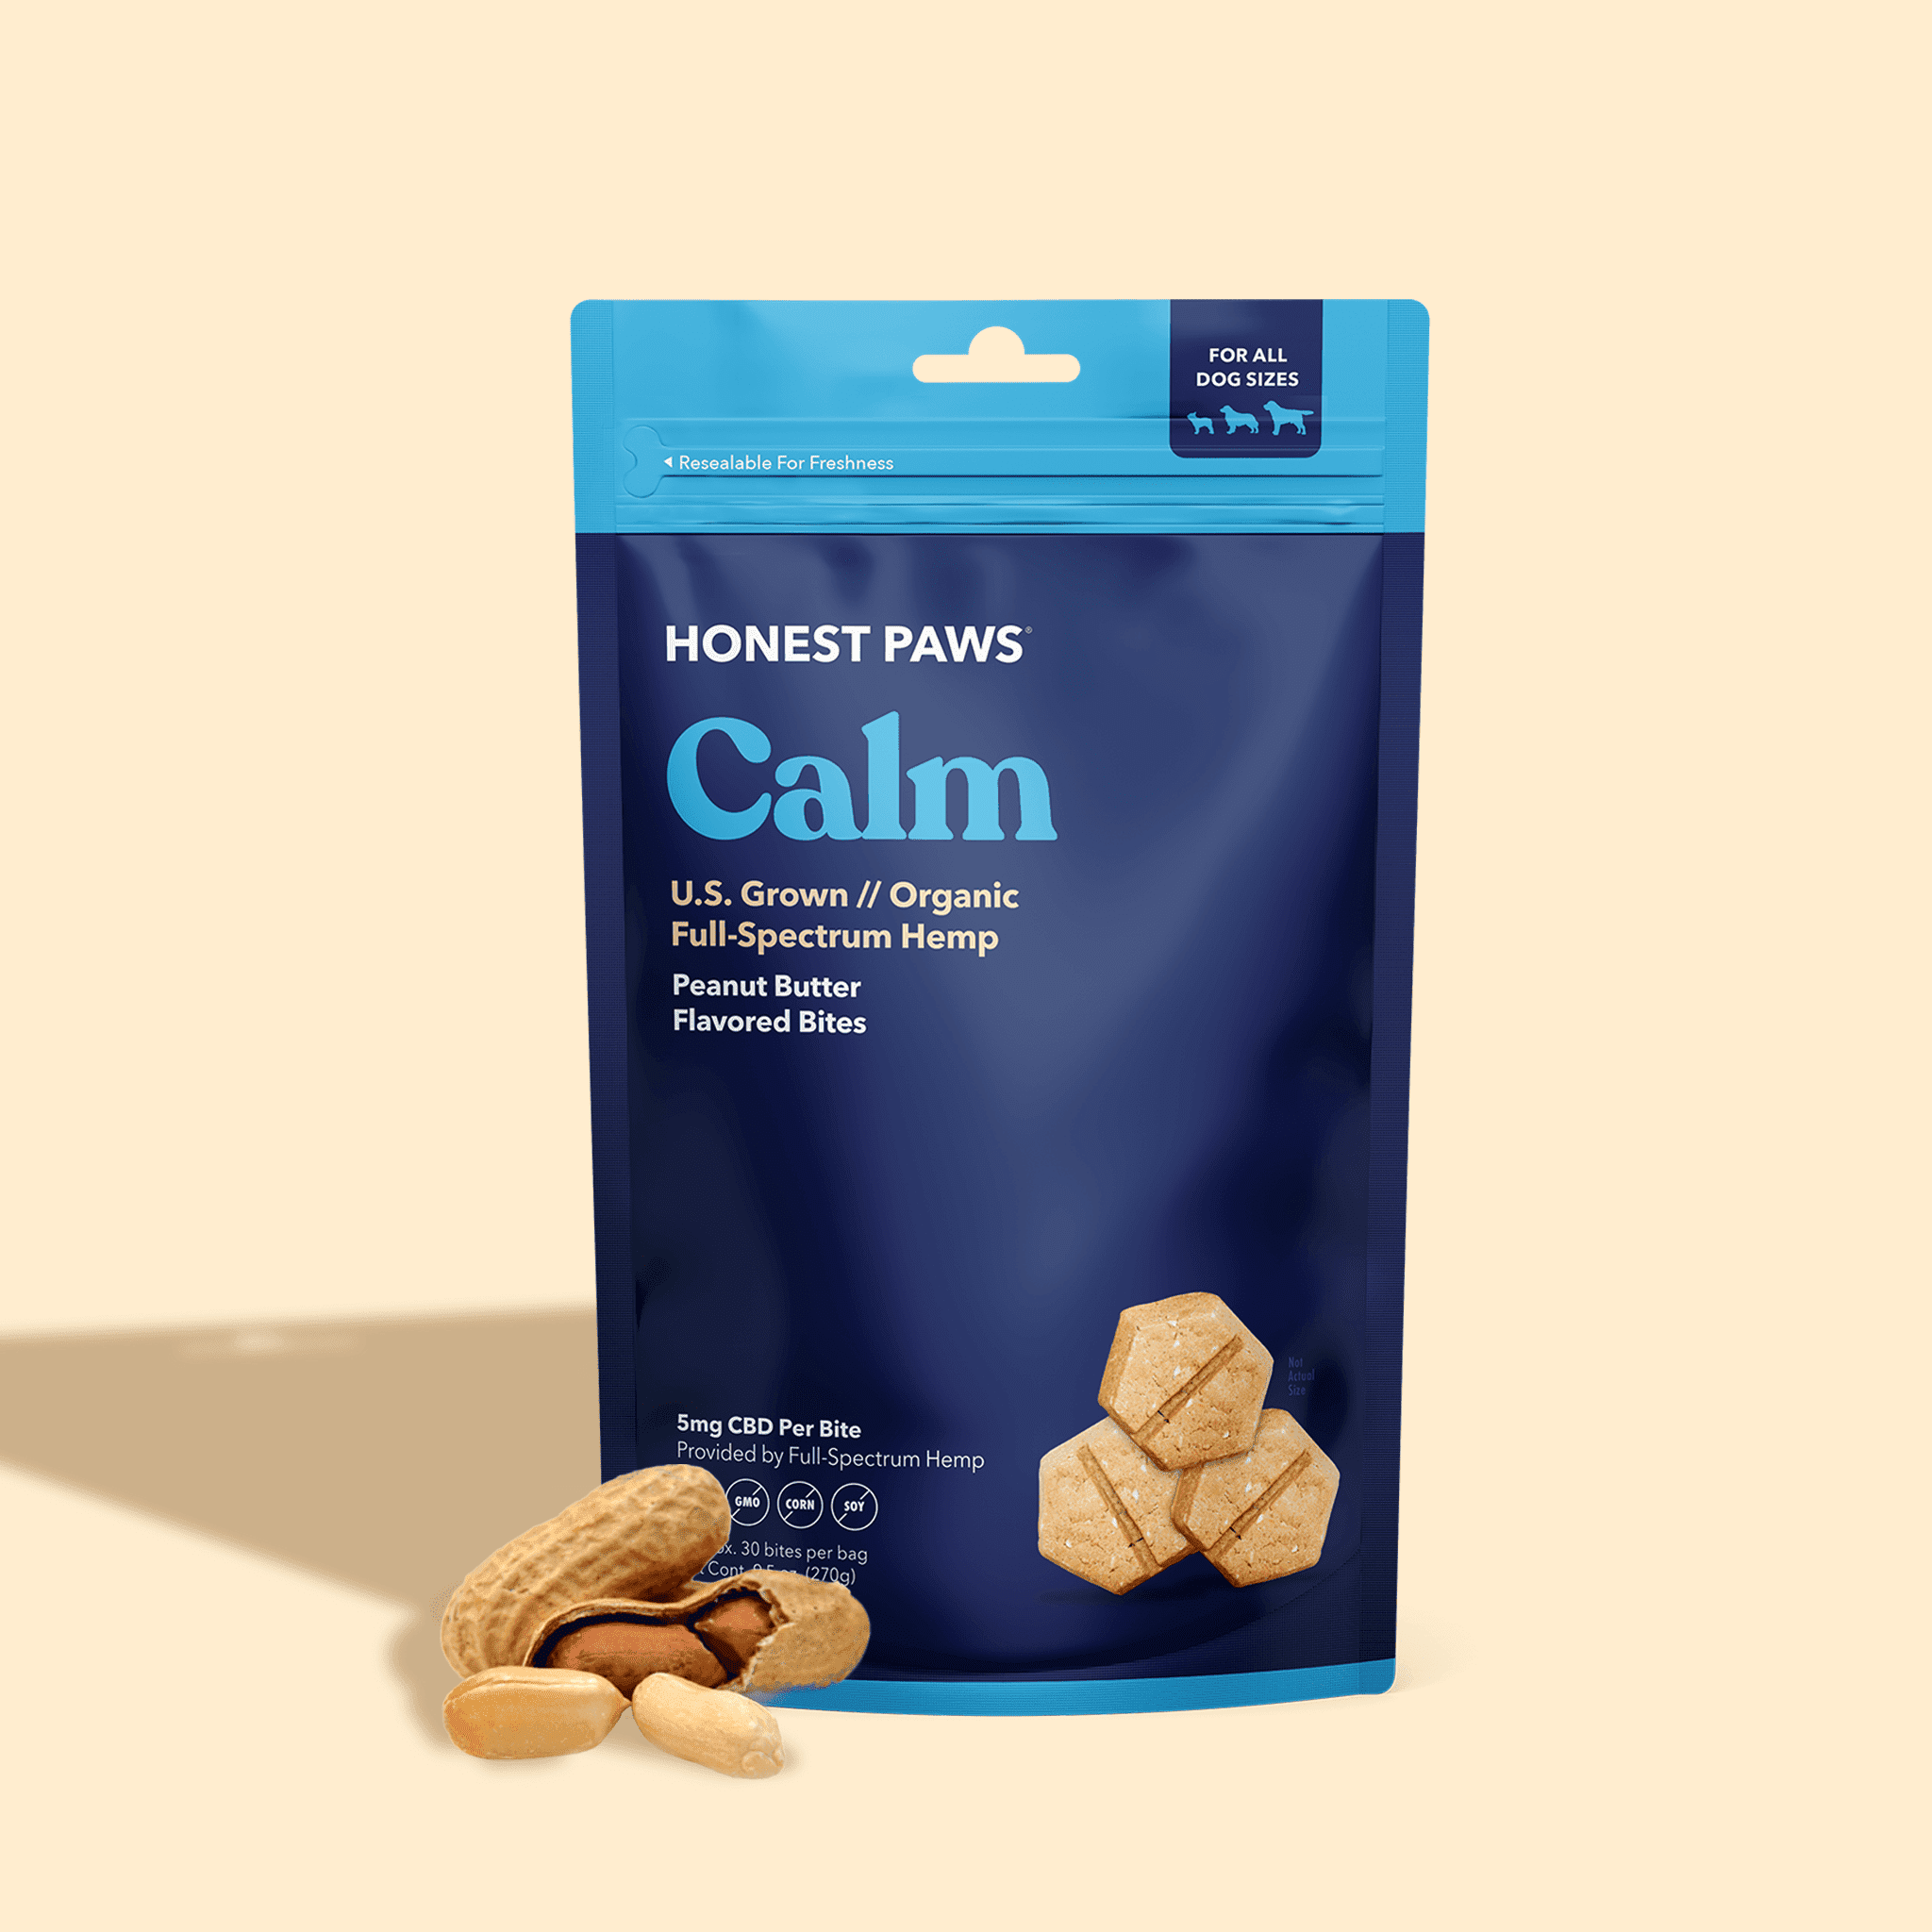 FOR ALL
DOG SIZES
Resealable For Freshness
HONEST PAWS®
Calm
U.S. Grown // Organic
Full-Spectrum Hemp
Peanut Butter
Flavored Bites
Not
Actual
Size
5mg CBD Per Bite
Provided by Full-Spectrum Hemp
GMO CORN SOY
30 bites per bag
Cont. (270g)